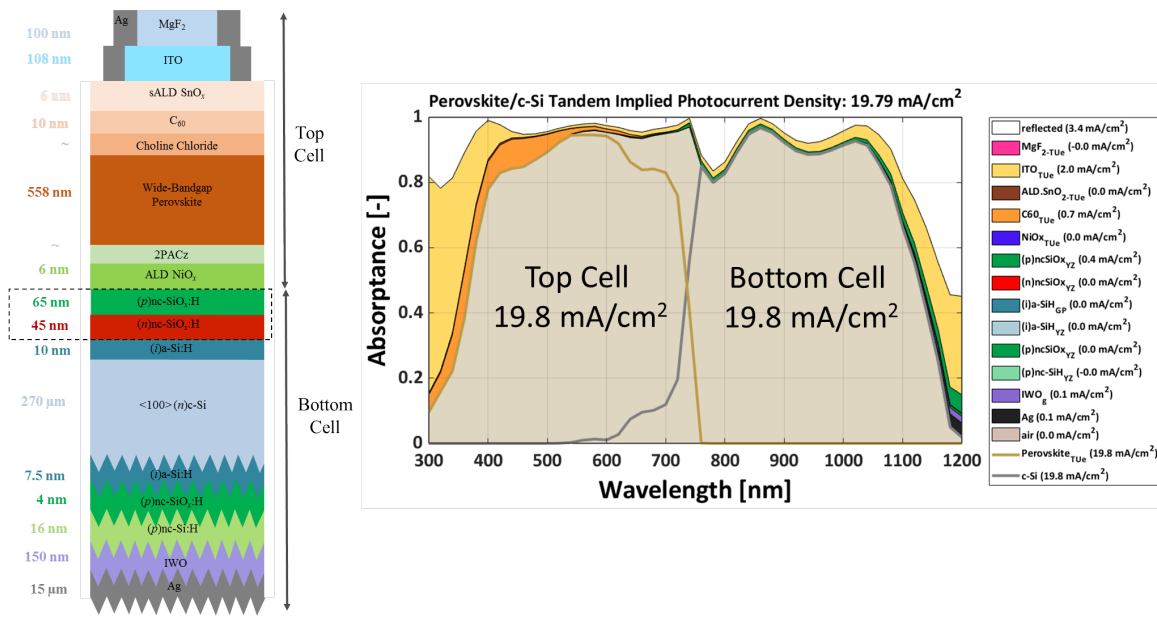 Ag
MgF2
100 nm
108 nm
ITO
6 nm
sALD SnOx
10 nm
C60
~
Choline Chloride
558 nm
Wide-Bandgap
Perovskite
~
2PACz
6 nm
ALD NiOx
65 nm
(p)nc-SiOx:H
45 nm
(n)nc-SiOx:H
10 nm
(i)a-Si:H
270 µm
<100> (n)c-Si
7.5 nm
(i)a-Si:H
4 nm
(p)nc-SiOx:H
16 nm
(p)nc-Si:H
150 nm
IWO
15 µm
Ag
Top
Cell
Bottom
Cell
Perovskite/c-Si Tandem Implied Photocurrent Density: 19.79 mA/cm2
Absorptance [-]
1
0.8
0.6
0.4
0.2
0
Top Cell
19.8 mA/cm2
Bottom Cell
19.8 mA/cm2
300 400 500 600 700 800 900 1000 1100 1200
Wavelength [nm]
reflected (3.4 mA/cm2)
MgF2-TUe (-0.0 mA/cm2)
ITOTUe (2.0 mA/cm2)
ALD.SnO2-TUe (0.0 mA/cm2)
C60TUe (0.7 mA/cm2)
NiOxTUe (0.0 mA/cm2)
(p)ncSiOxYZ (0.4 mA/cm2)
(n)ncSiOxYZ (0.0 mA/cm2)
(i)a-SiHGP (0.0 mA/cm2)
(i)a-SiHYZ (0.0 mA/cm2)
(p)ncSiOxYZ (0.0 mA/cm2)
(p)nc-SiHYZ (-0.0 mA/cm2)
IWOg (0.1 mA/cm2)
Ag (0.1 mA/cm2)
air (0.0 mA/cm2)
PerovskiteTUe (19.8 mA/cm2)
c-Si (19.8 mA/cm2)